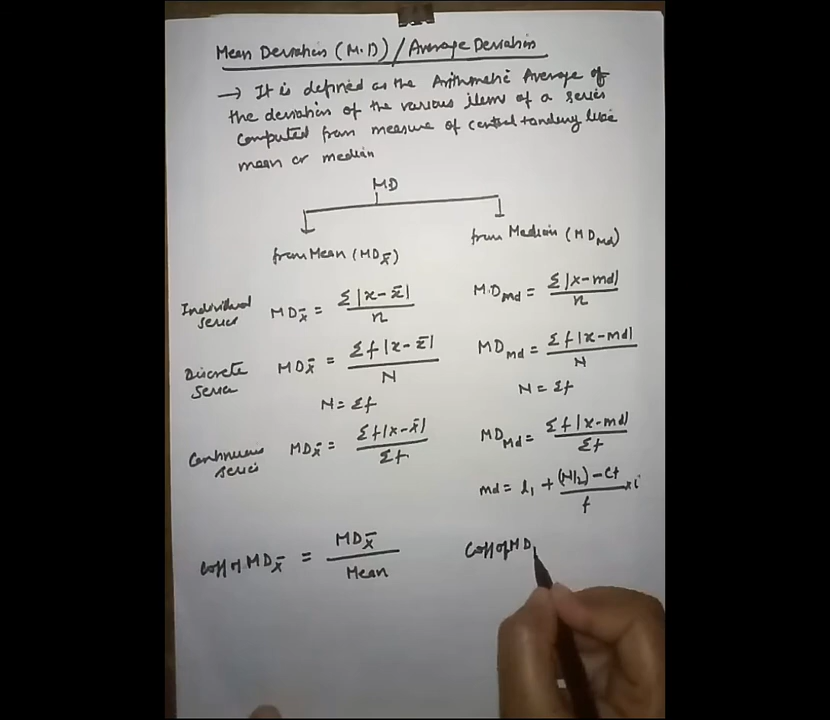 Mean Deviation (M.D) / Average Deviation
→ It is defined as the Arithmetic Average of
the deviation of the various items of a series
computed from measure of central tandency like
mean or median
MD
from Mean (MD x̄)
from Median (MD Md)
Individual series MD x̄ = Σ|x-x̄| / n
M.D md = Σ|x-md| / n
Discrete Series MD x̄ = Σf|x-x̄| / N
MD md = Σf|x-md| / N
N = Σf
N = Σf
Continuous series MD x̄ = Σf|x-x̄| / Σf
MD Md = Σf|x-md| / Σf
md = l₁ + (N/2) - cf / f × i
Coff of MD x̄ = MD x̄ / Mean
Coff of MD